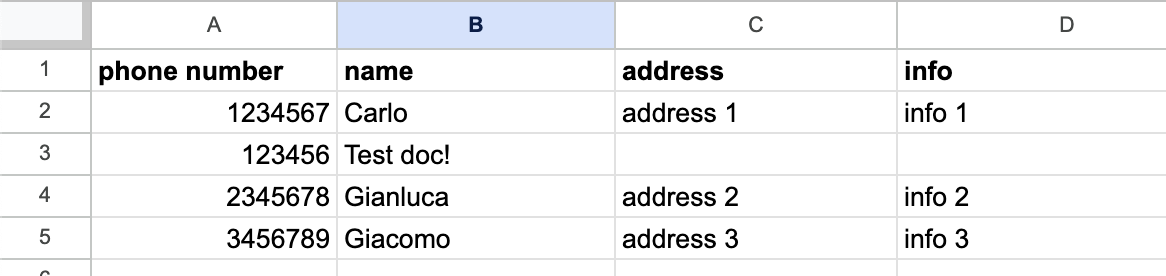 A B C D
1 phone number name address info
2 1234567 Carlo address 1 info 1
3 123456 Test doc!
4 2345678 Gianluca address 2 info 2
5 3456789 Giacomo address 3 info 3